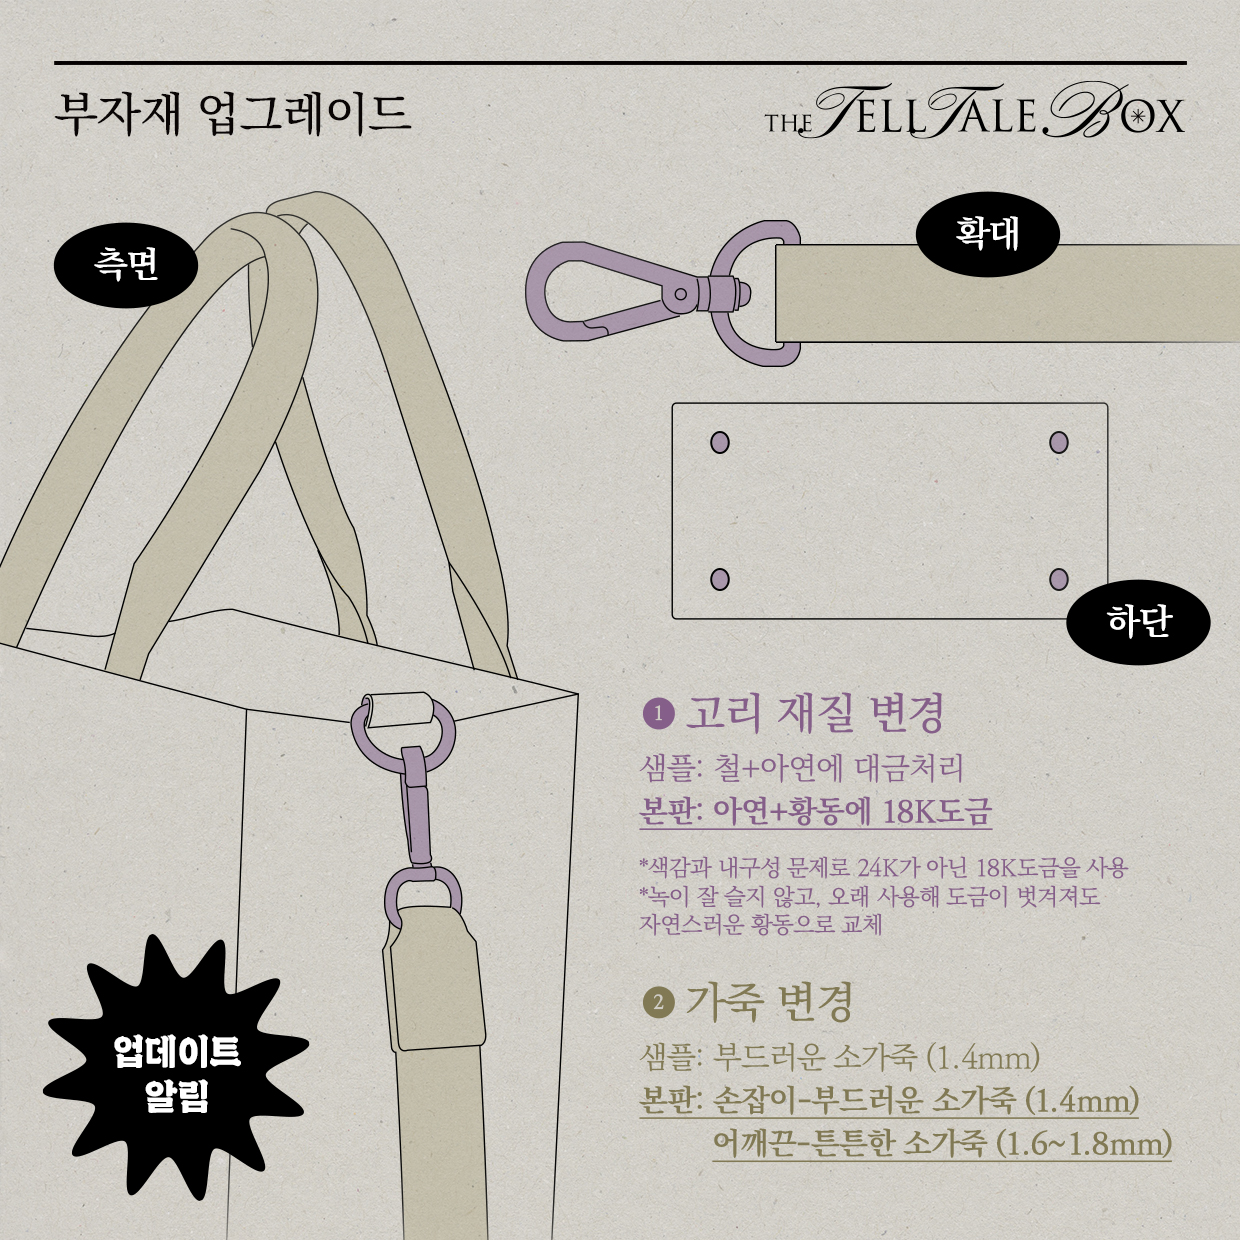 부자재 업그레이드
THE TELL TALE BOX
측면
확대
하단
1 고리 재질 변경
샘플: 철+아연에 대금처리
본판: 아연+황동에 18K도금
*색감과 내구성 문제로 24K가 아닌 18K도금을 사용
*녹이 잘 슬지 않고, 오래 사용해 도금이 벗겨져도
자연스러운 황동으로 교체
2 가죽 변경
샘플: 부드러운 소가죽 (1.4mm)
본판: 손잡이-부드러운 소가죽 (1.4mm)
어깨끈-튼튼한 소가죽 (1.6~1.8mm)
업데이트
알림